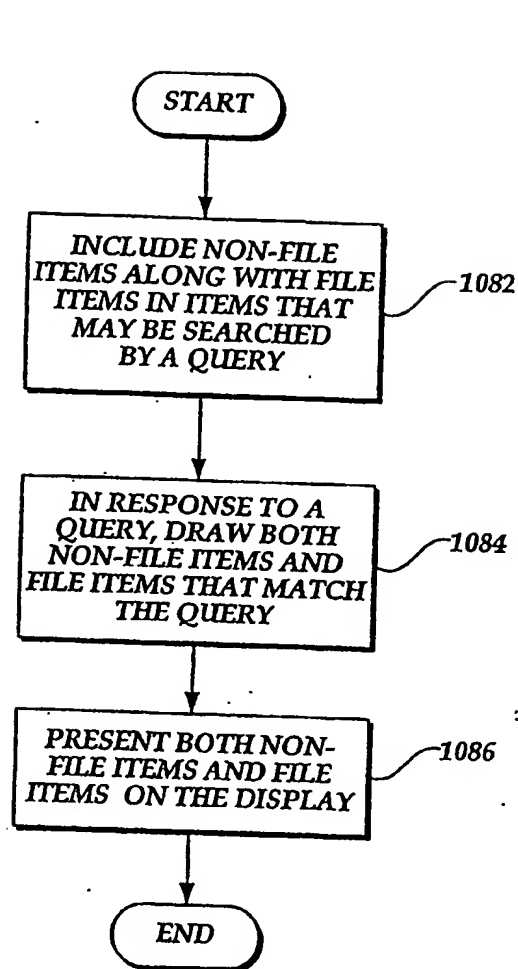 START
INCLUDE NON-FILE
ITEMS ALONG WITH FILE
ITEMS IN ITEMS THAT
MAY BE SEARCHED
BY A QUERY
1082
IN RESPONSE TO A
QUERY, DRAW BOTH
NON-FILE ITEMS AND
FILE ITEMS THAT MATCH
THE QUERY
1084
PRESENT BOTH NON-
FILE ITEMS AND FILE
ITEMS ON THE DISPLAY
1086
END